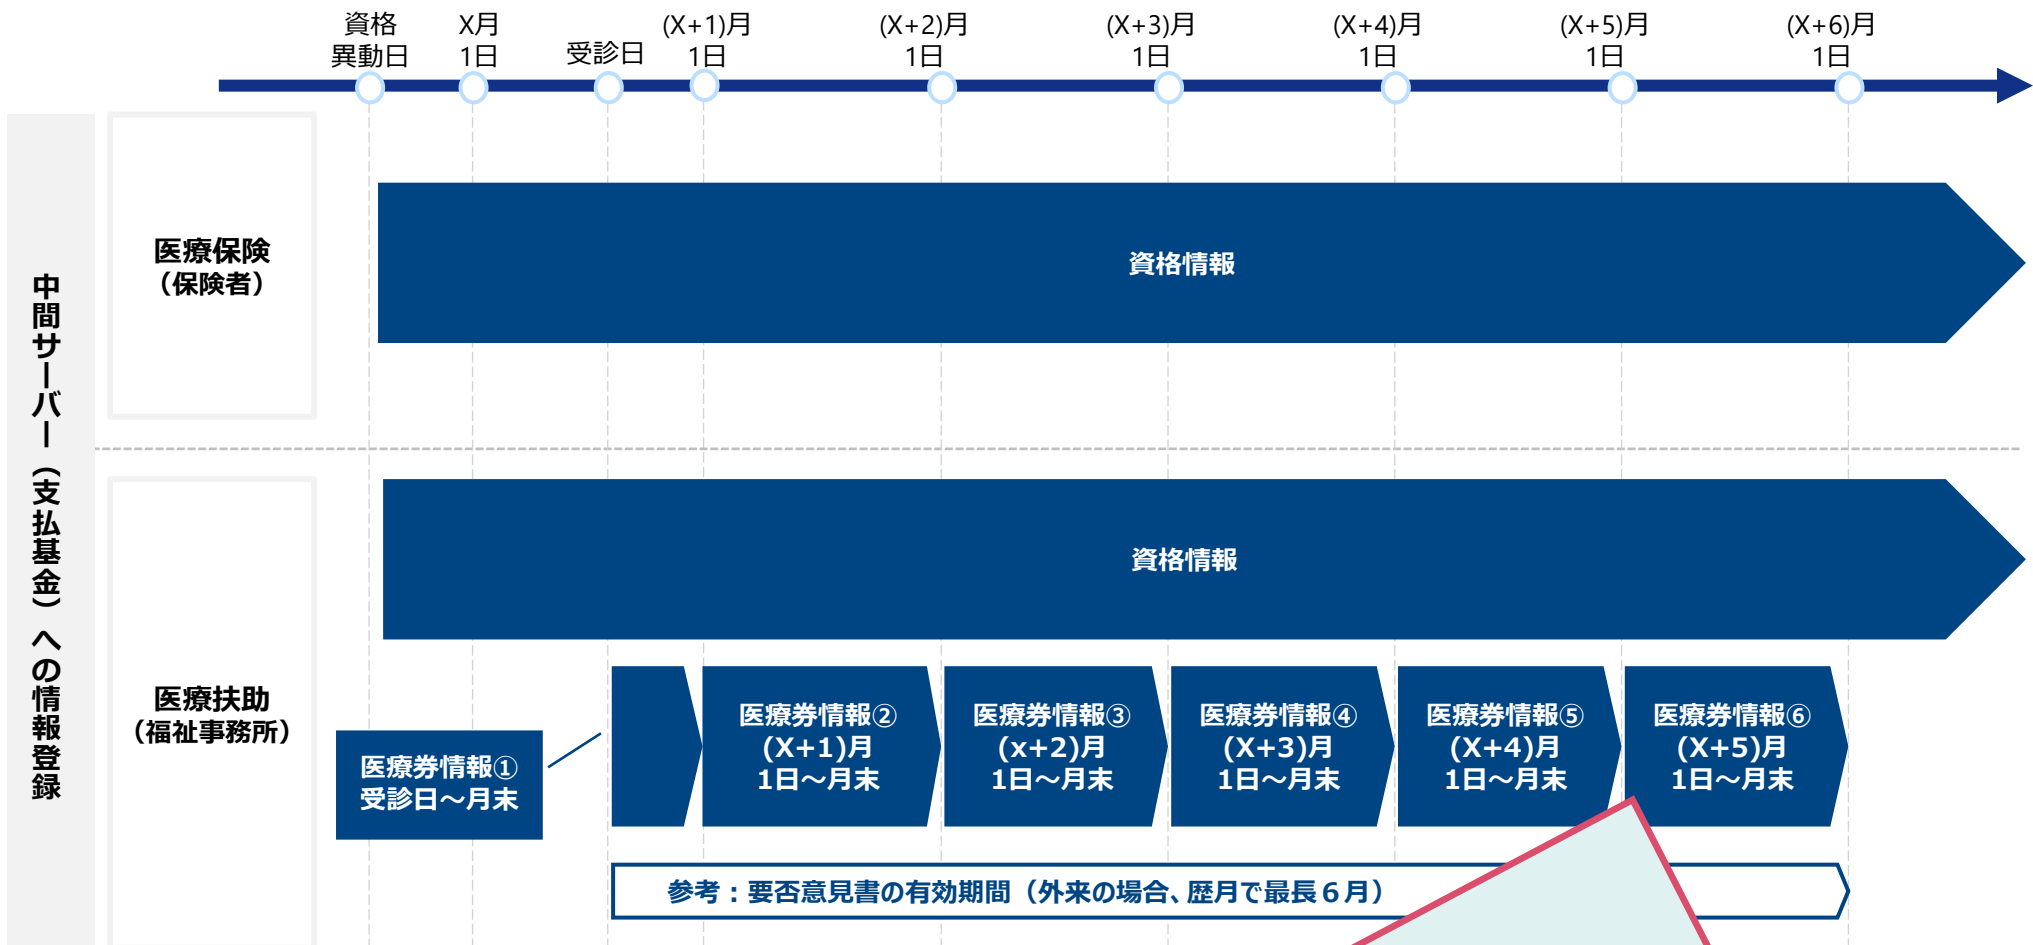 資格
異動日
X月
1日
受診日
(X+1)月
1日
(X+2)月
1日
(X+3)月
1日
(X+4)月
1日
(X+5)月
1日
(X+6)月
1日
中間サーバー（支払基金）への情報登録
医療保険
（保険者）
資格情報
医療扶助
（福祉事務所）
資格情報
医療券情報①
受診日～月末
医療券情報②
(X+1)月
1日～月末
医療券情報③
(x+2)月
1日～月末
医療券情報④
(X+3)月
1日～月末
医療券情報⑤
(X+4)月
1日～月末
医療券情報⑥
(X+5)月
1日～月末
参考：要否意見書の有効期間（外来の場合、歴月で最長６月）